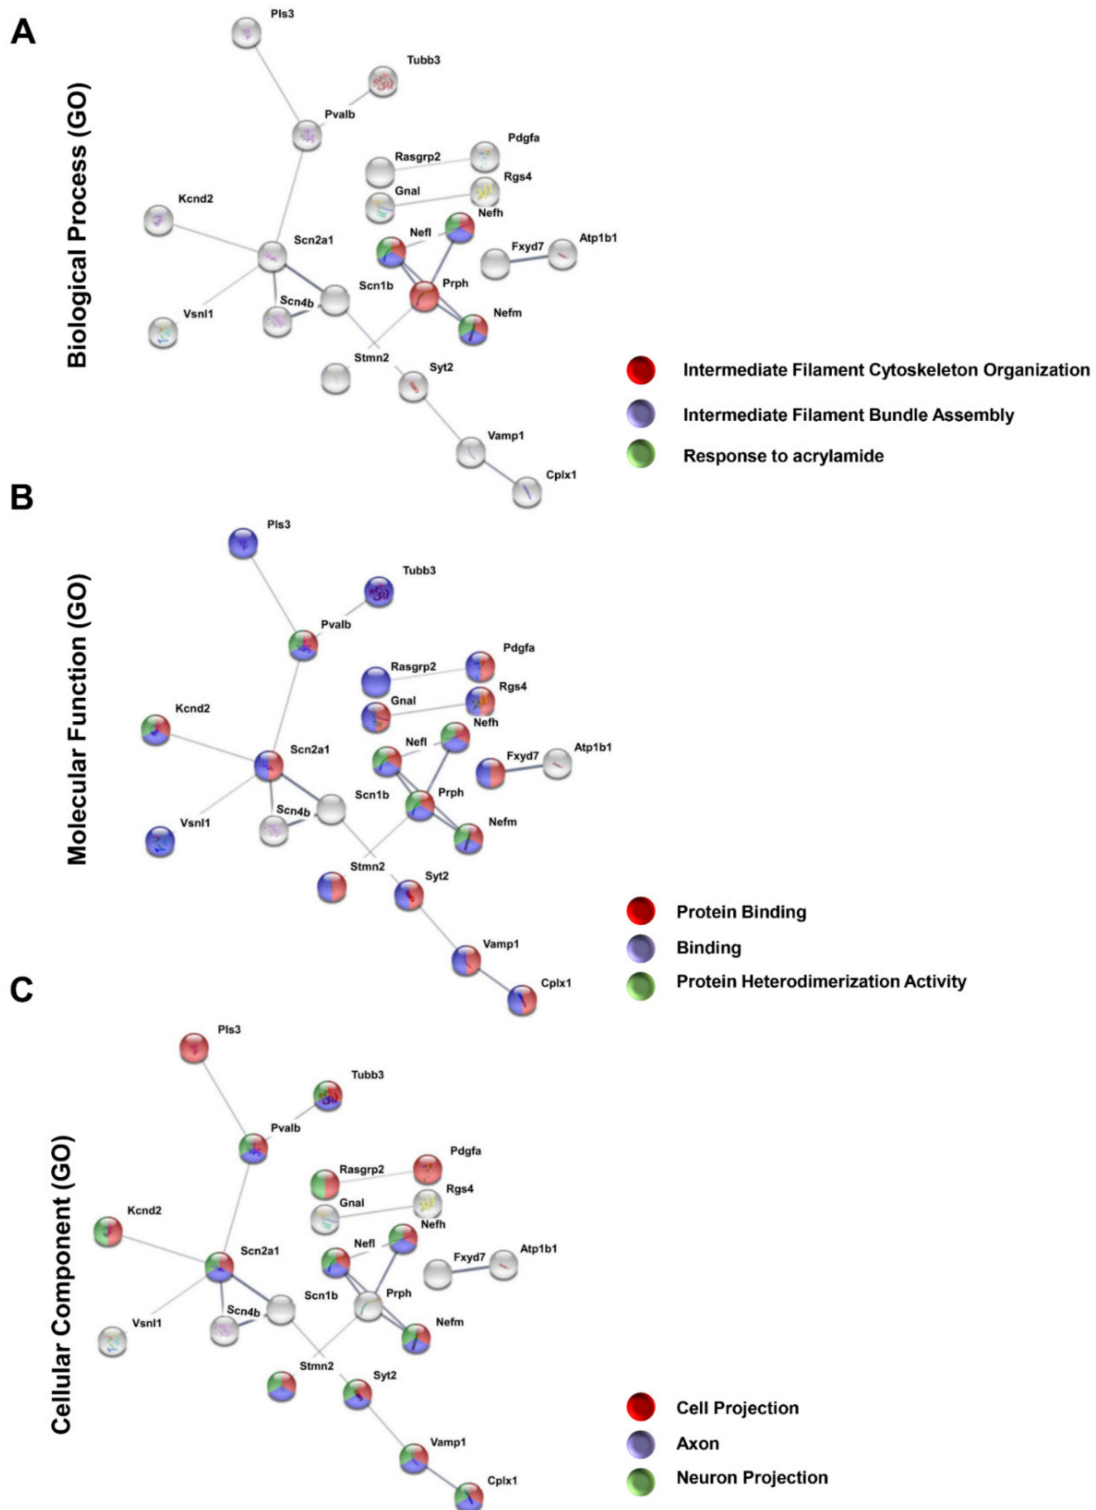 A
Biological Process (GO)
Pls3
Tubb3
Pvalb
Pdgfa
Rasgrp2
Rgs4
Gnal
Kcnd2
Nefh
Nefl
Scn2a1
Atp1b1
Fxyd7
Scn1b
Prph
Scn4b
Vsnl1
Nefm
Stmn2
Syt2
Intermediate Filament Cytoskeleton Organization
Intermediate Filament Bundle Assembly
Vamp1
Response to acrylamide
Cplx1
B
Molecular Function (GO)
Pls3
Tubb3
Pvalb
Pdgfa
Rasgrp2
Rgs4
Gnal
Kcnd2
Nefh
Nefl
Scn2a1
Atp1b1
Fxyd7
Scn1b
Prph
Scn4b
Vsnl1
Nefm
Stmn2
Syt2
Protein Binding
Vamp1
Binding
Cplx1
Protein Heterodimerization Activity
C
Cellular Component (GO)
Pls3
Tubb3
Pvalb
Pdgfa
Rasgrp2
Rgs4
Gnal
Kcnd2
Nefh
Nefl
Scn2a1
Atp1b1
Fxyd7
Scn1b
Prph
Scn4b
Vsnl1
Nefm
Stmn2
Syt2
Cell Projection
Vamp1
Axon
Cplx1
Neuron Projection